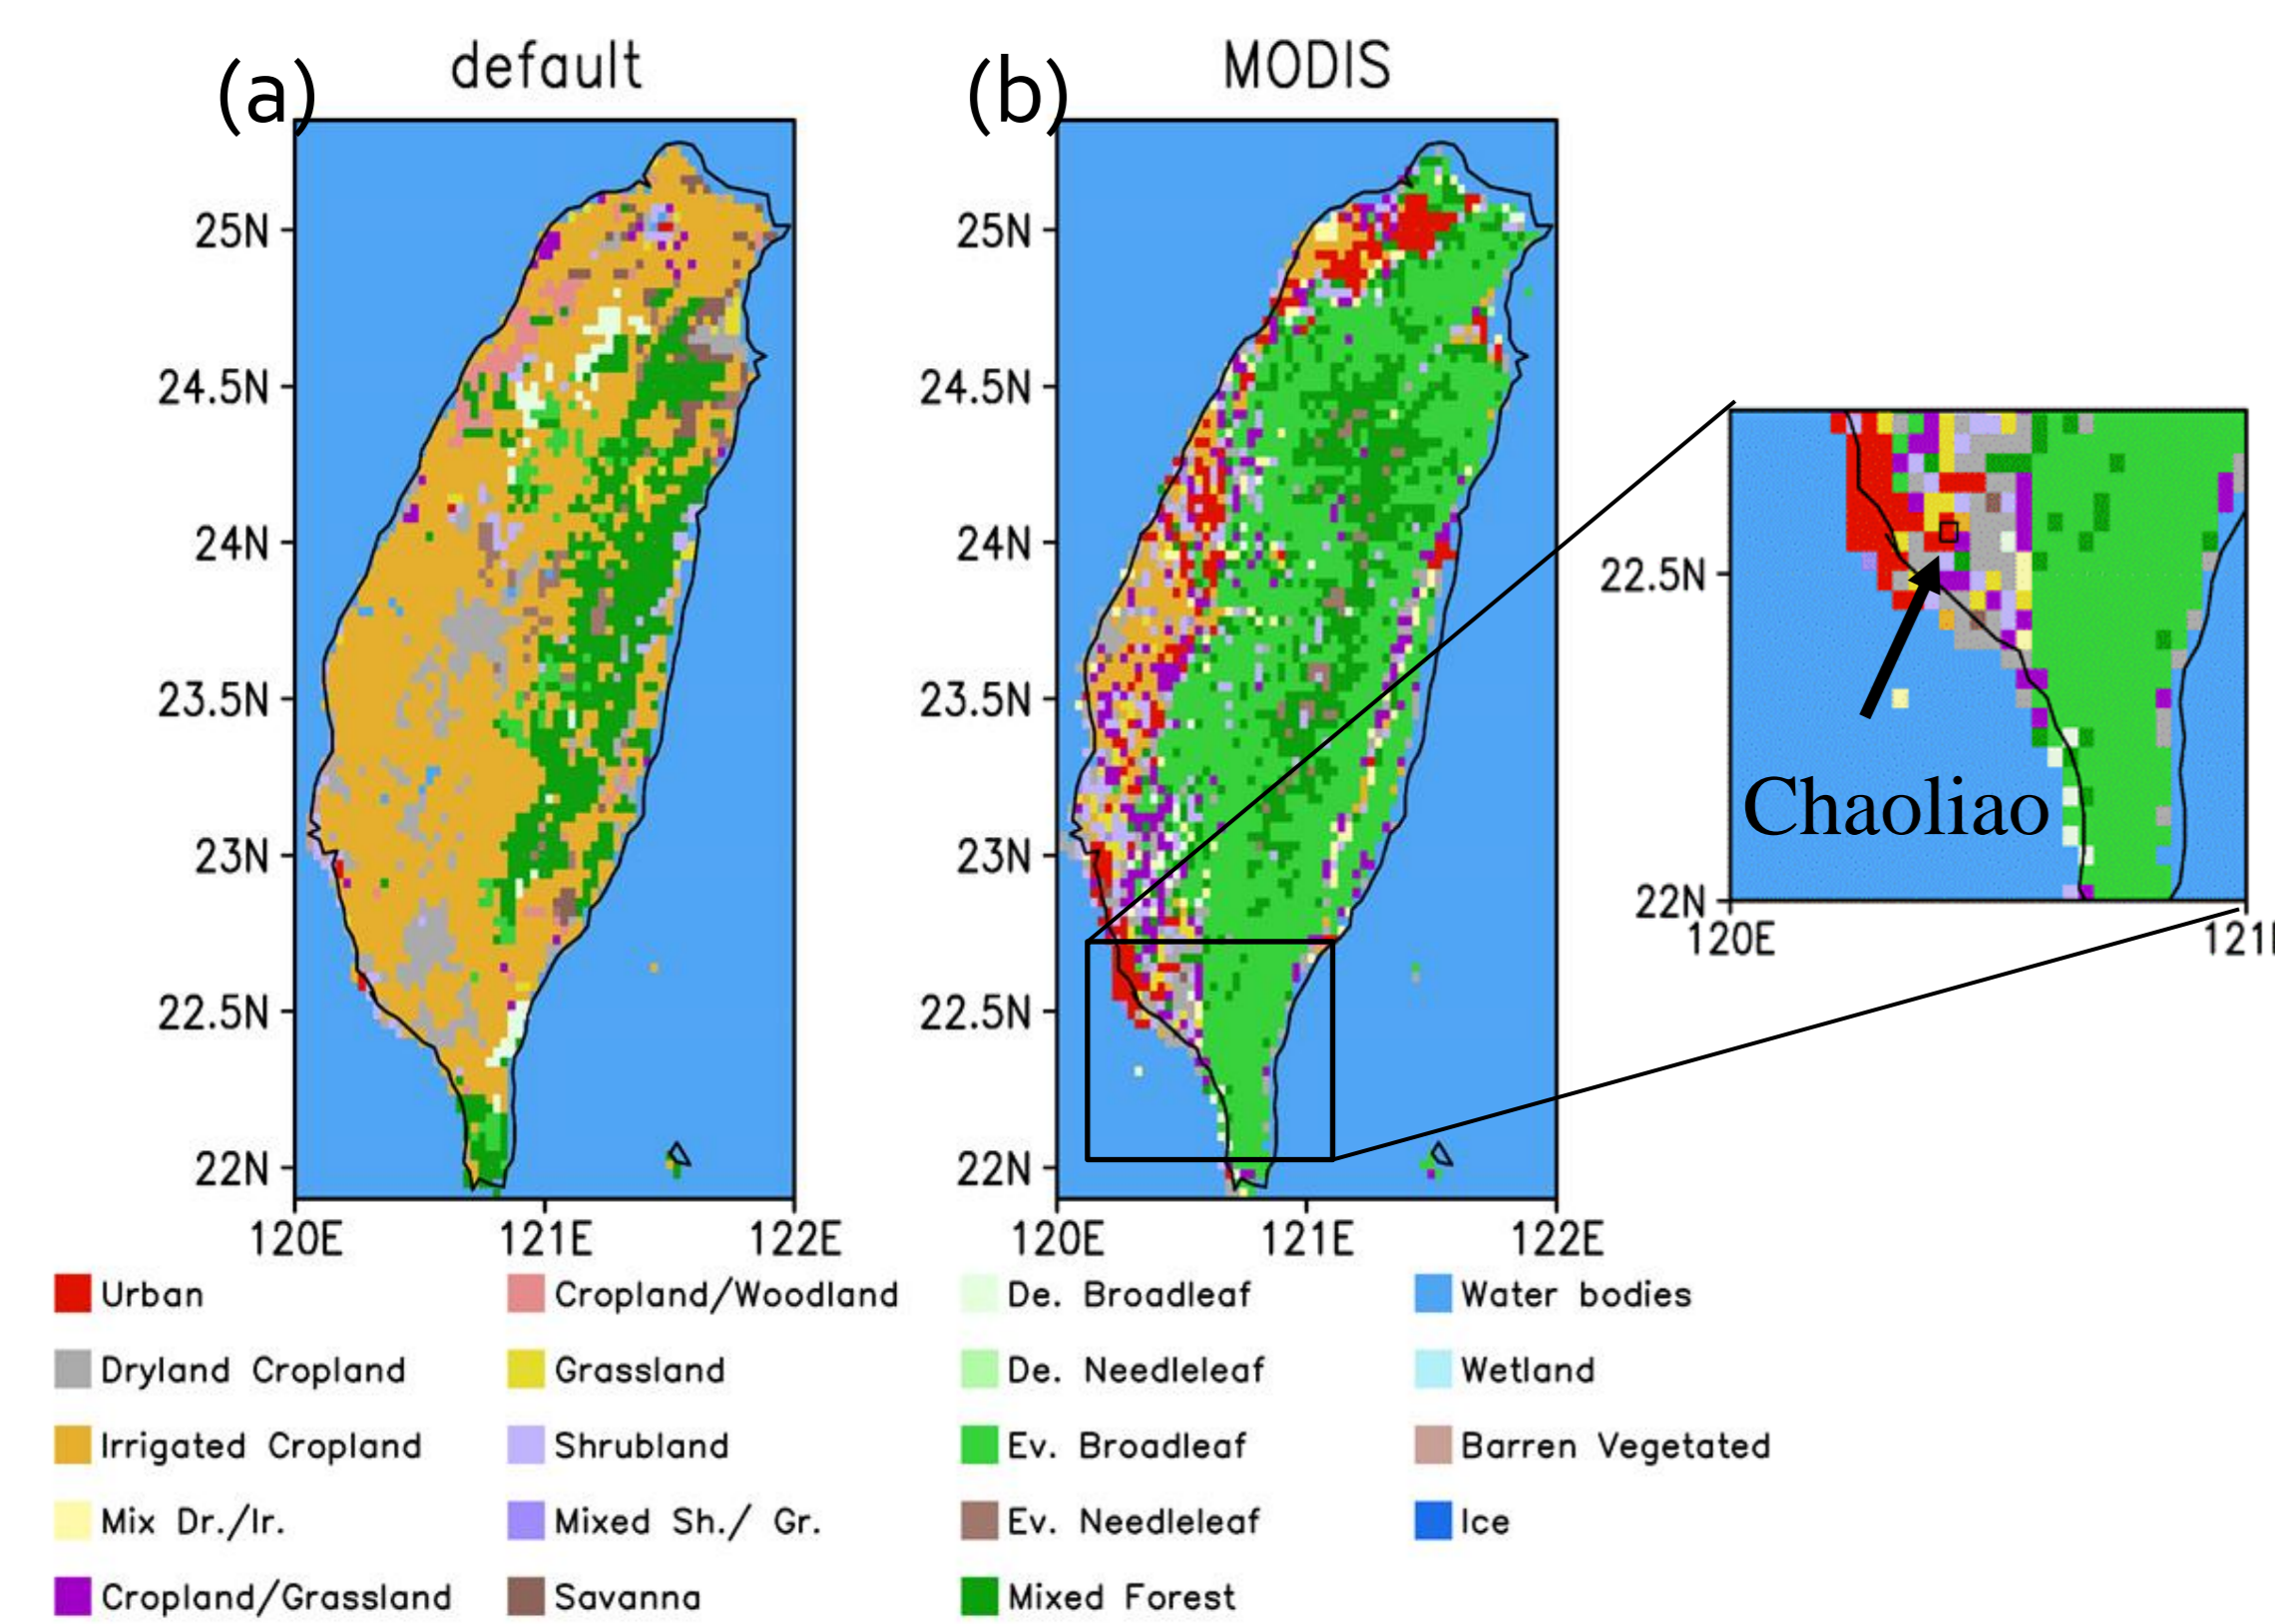 (a)
default
(b)
MODIS
25N
24.5N
24N
23.5N
23N
22.5N
22N
120E
121E
122E
25N
24.5N
24N
23.5N
23N
22.5N
22N
120E
121E
122E
22.5N
22N
120E
121E
Chaoliao
Urban
Dryland Cropland
Irrigated Cropland
Mix Dr./Ir.
Cropland/Grassland
Cropland/Woodland
Grassland
Shrubland
Mixed Sh./ Gr.
Savanna
De. Broadleaf
De. Needleleaf
Ev. Broadleaf
Ev. Needleleaf
Mixed Forest
Water bodies
Wetland
Barren Vegetated
Ice